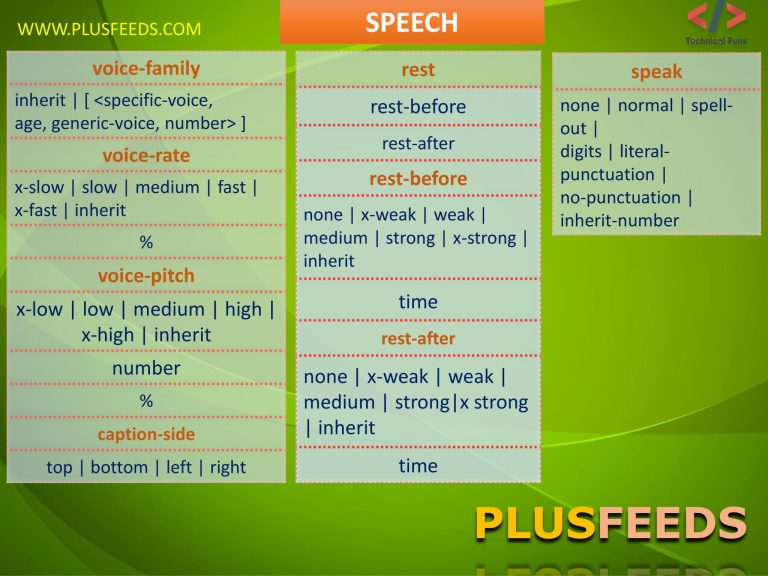 WWW.PLUSFEEDS.COM
SPEECH
</>
Technical Funs
voice-family
inherit | [ <specific-voice,
age, generic-voice, number> ]
voice-rate
x-slow | slow | medium | fast |
x-fast | inherit
%
voice-pitch
x-low | low | medium | high |
x-high | inherit
number
%
caption-side
top | bottom | left | right
rest
rest-before
rest-after
rest-before
none | x-weak | weak |
medium | strong | x-strong |
inherit
time
rest-after
none | x-weak | weak |
medium | strong|x strong
| inherit
time
speak
none | normal | spell-
out |
digits | literal-
punctuation |
no-punctuation |
inherit-number
PLUSFEEDS